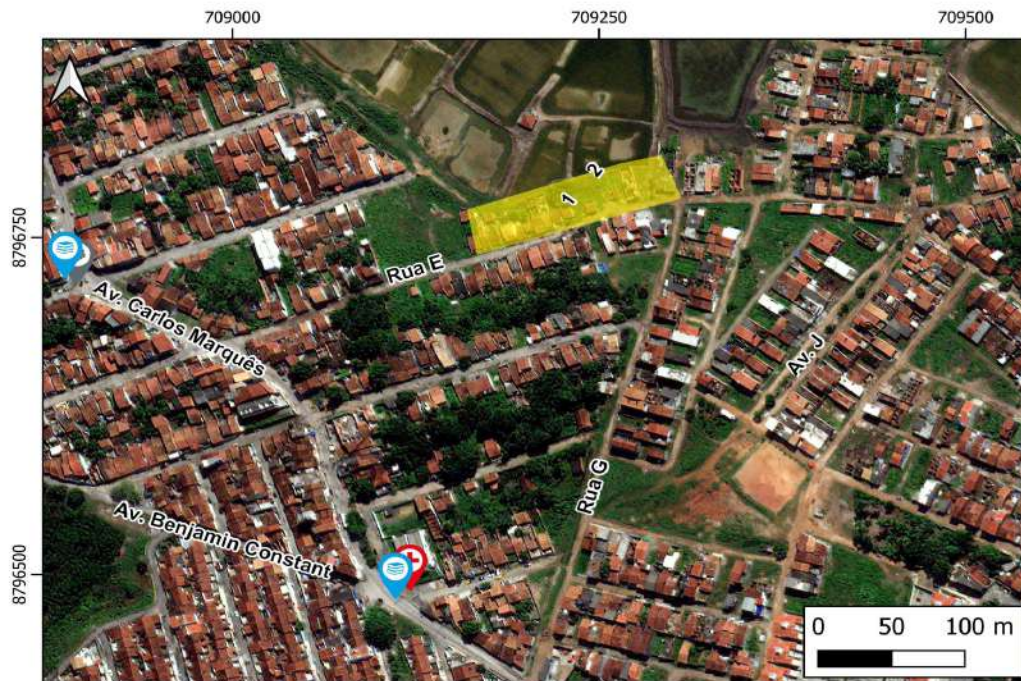 709000 709250 709500
8796750
8796500
1 2
Rua E
Av. Carlos Marquês
Av. J
Rua G
Av. Benjamin Constant
0 50 100 m